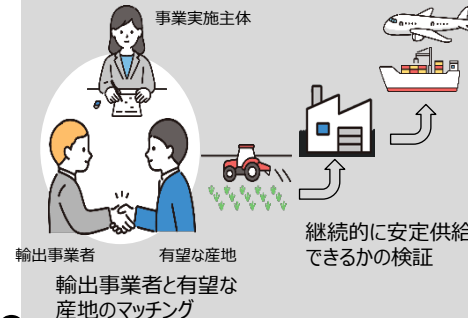 事業実施主体
輸出事業者
有望な産地
輸出事業者と有望な
産地のマッチング
継続的に安定供給
できるかの検証